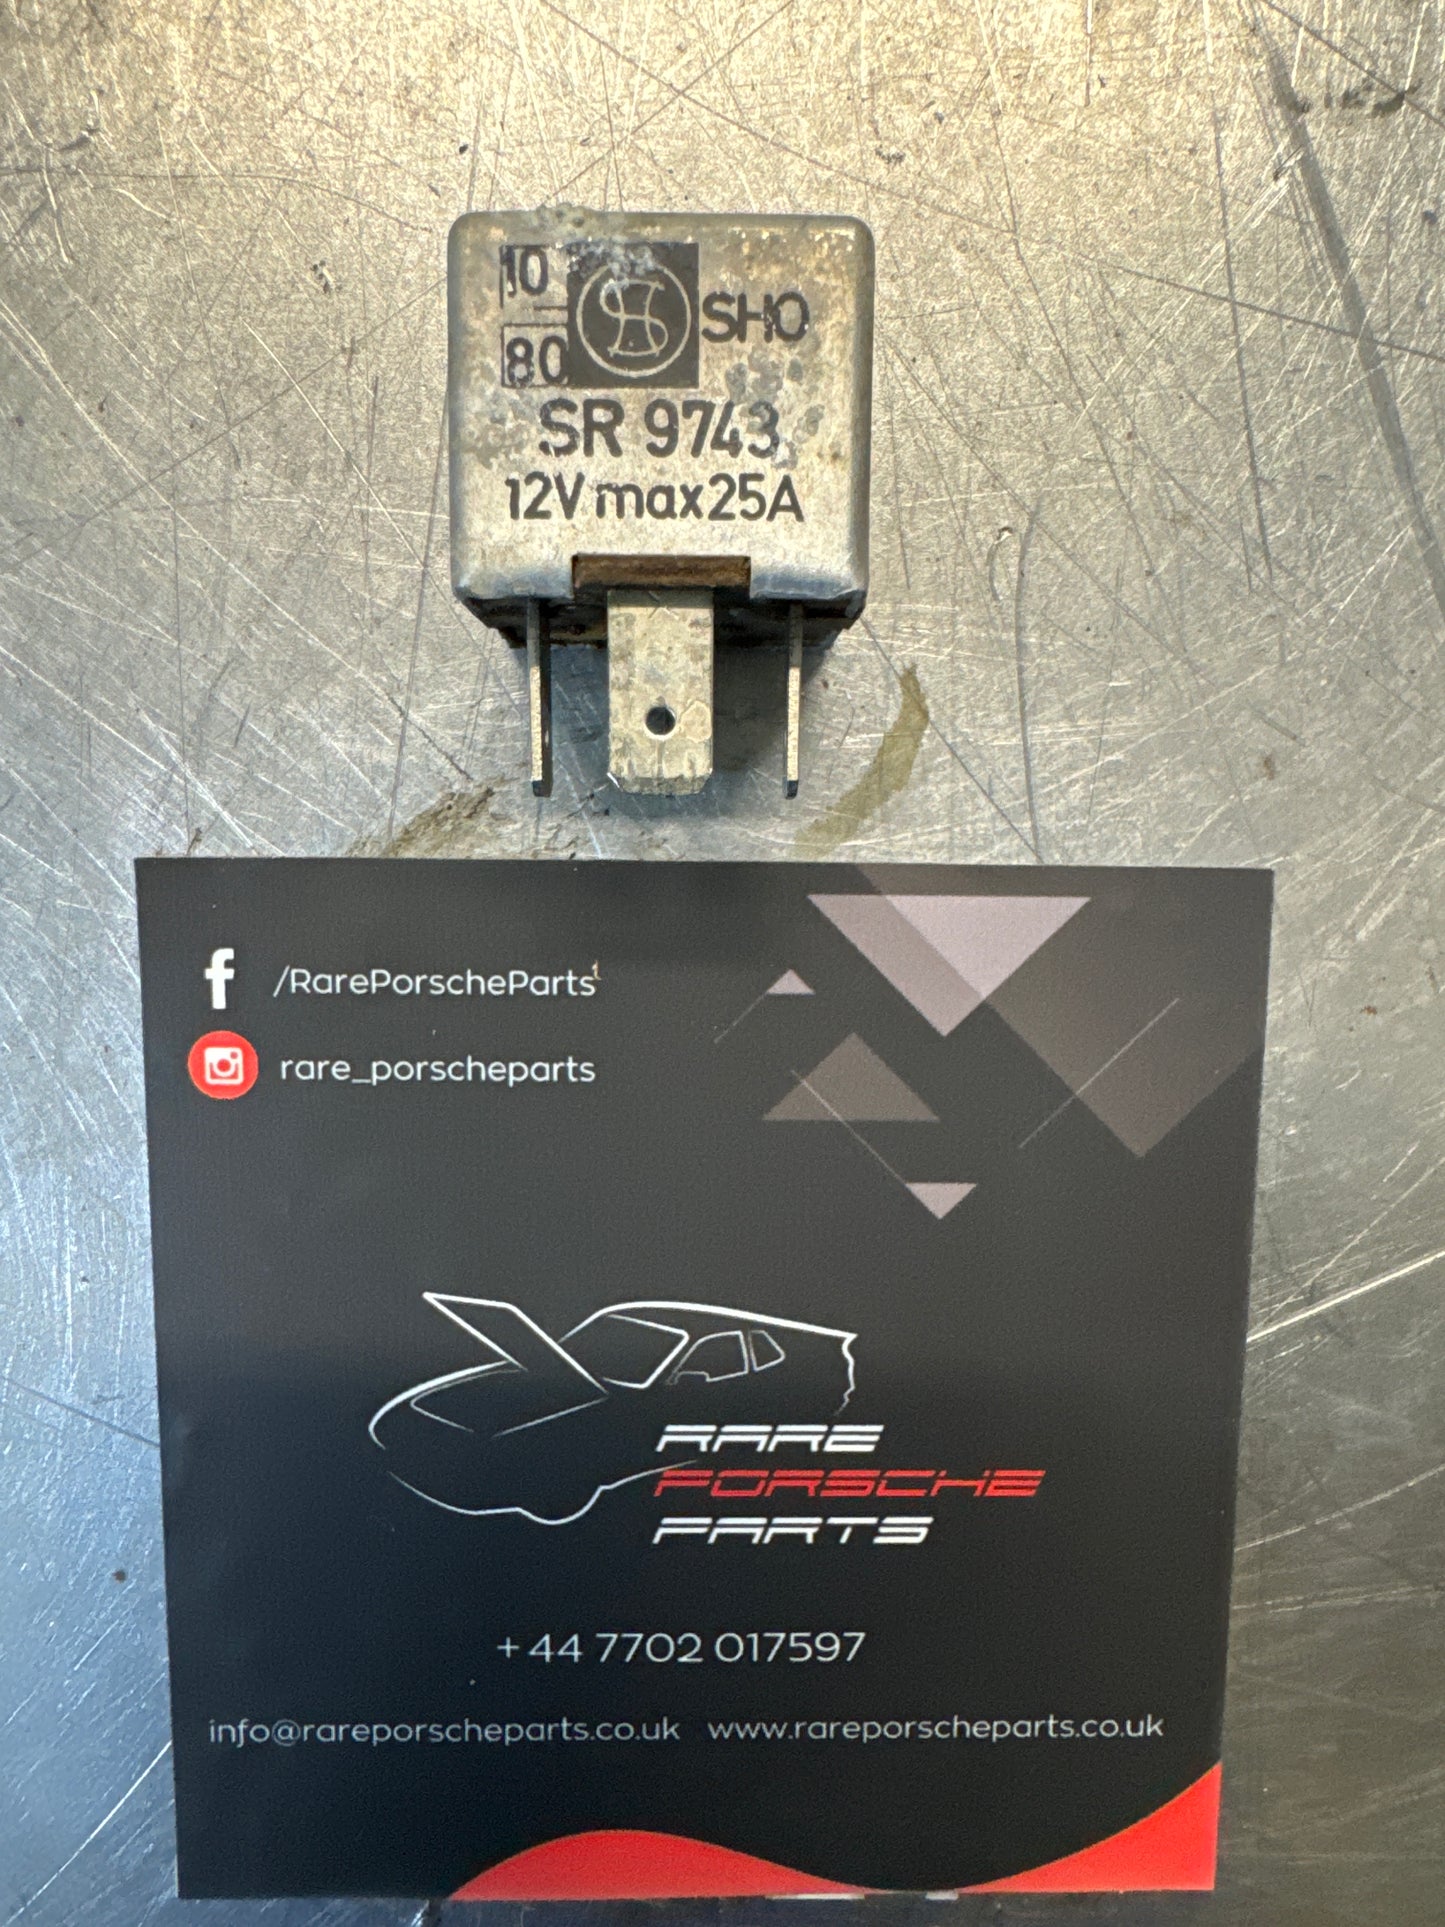 10
80
SHO
SR 9743
12V max 25A
/RarePorscheParts
rare_porscheparts
RARE
PORSCHE
PARTS
+44 7702 017597
info@rareporscheparts.co.uk www.rareporscheparts.co.uk